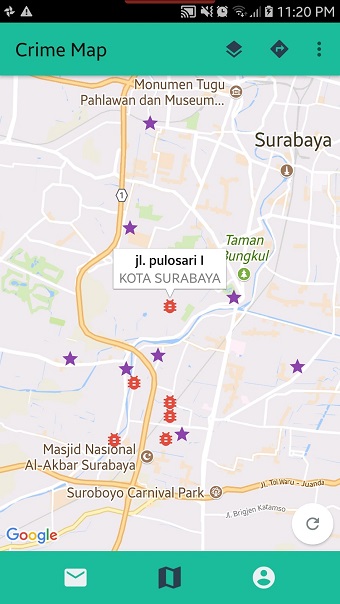 11:20 PM
Crime Map
Monumen Tugu
Pahlawan dan Museum...
Surabaya
1
Taman
Bungkul
jl. pulosari I
KOTA SURABAYA
Masjid Nasional
Al-Akbar Surabaya
Suroboyo Carnival Park
JL. Tol Waru - Juanda
JL. Brigjen Katamso
Google